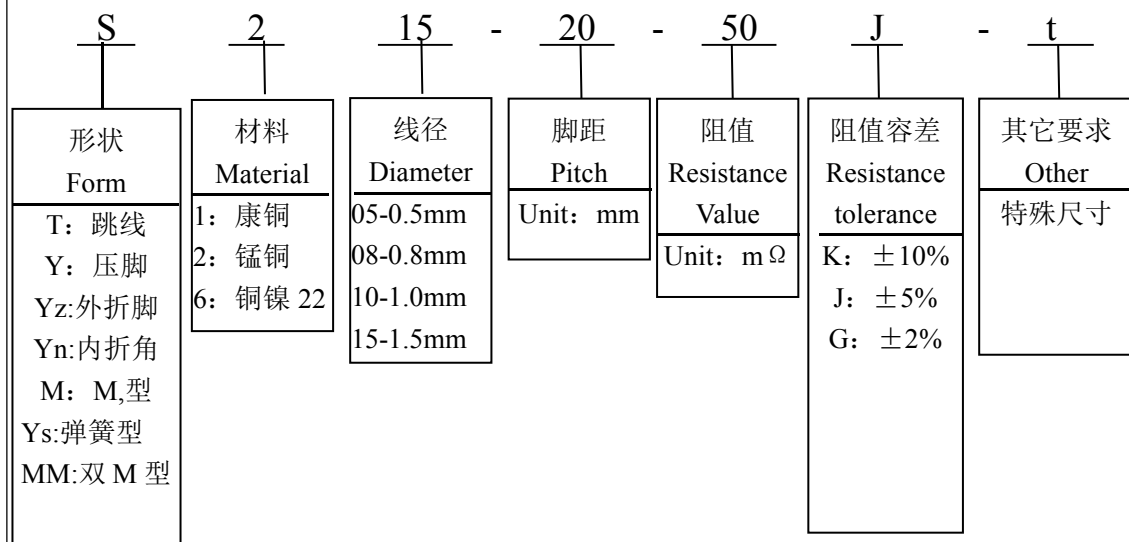 S 2 15 - 20 - 50 J - t
形状
Form
T：跳线
Y：压脚
Yz:外折脚
Yn:内折角
M：M,型
Ys:弹簧型
MM:双 M 型
材料
Material
1：康铜
2：锰铜
6：铜镍 22
线径
Diameter
05-0.5mm
08-0.8mm
10-1.0mm
15-1.5mm
脚距
Pitch
Unit：mm
阻值
Resistance
Value
Unit：mΩ
阻值容差
Resistance
tolerance
K：±10%
J：±5%
G：±2%
其它要求
Other
特殊尺寸